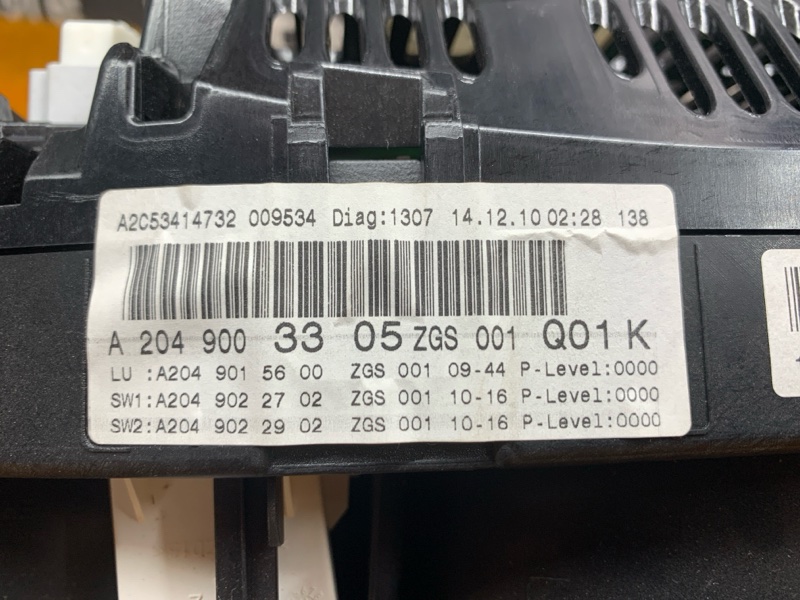 A2C53414732 009534 Diag:1307 14.12.10 02:28 138
A 204 900 33 05 ZGS 001 Q01 K
LU :A204 901 56 00 ZGS 001 09-44 P-Level:0000
SW1:A204 902 27 02 ZGS 001 10-16 P-Level:0000
SW2:A204 902 29 02 ZGS 001 10-16 P-Level:0000